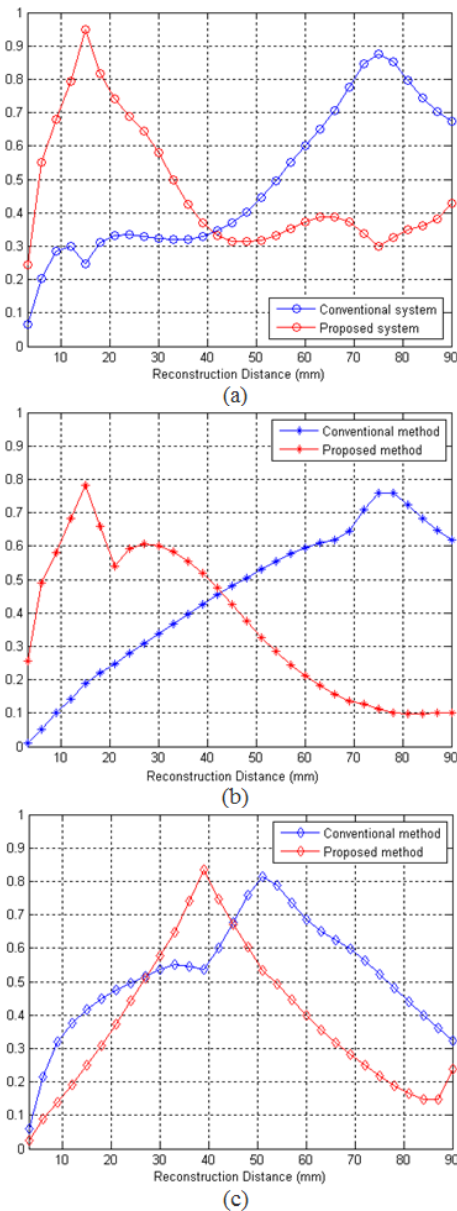 1
0.9
0.8
0.7
0.6
0.5
0.4
0.3
0.2
0.1
0
Conventional system
Proposed system
10 20 30 40 50 60 70 80 90
Reconstruction Distance (mm)
(a)
1
0.9
0.8
0.7
0.6
0.5
0.4
0.3
0.2
0.1
0
Conventional method
Proposed method
10 20 30 40 50 60 70 80 90
Reconstruction Distance (mm)
(b)
1
0.9
0.8
0.7
0.6
0.5
0.4
0.3
0.2
0.1
0
Conventional method
Proposed method
10 20 30 40 50 60 70 80 90
Reconstruction Distance (mm)
(c)